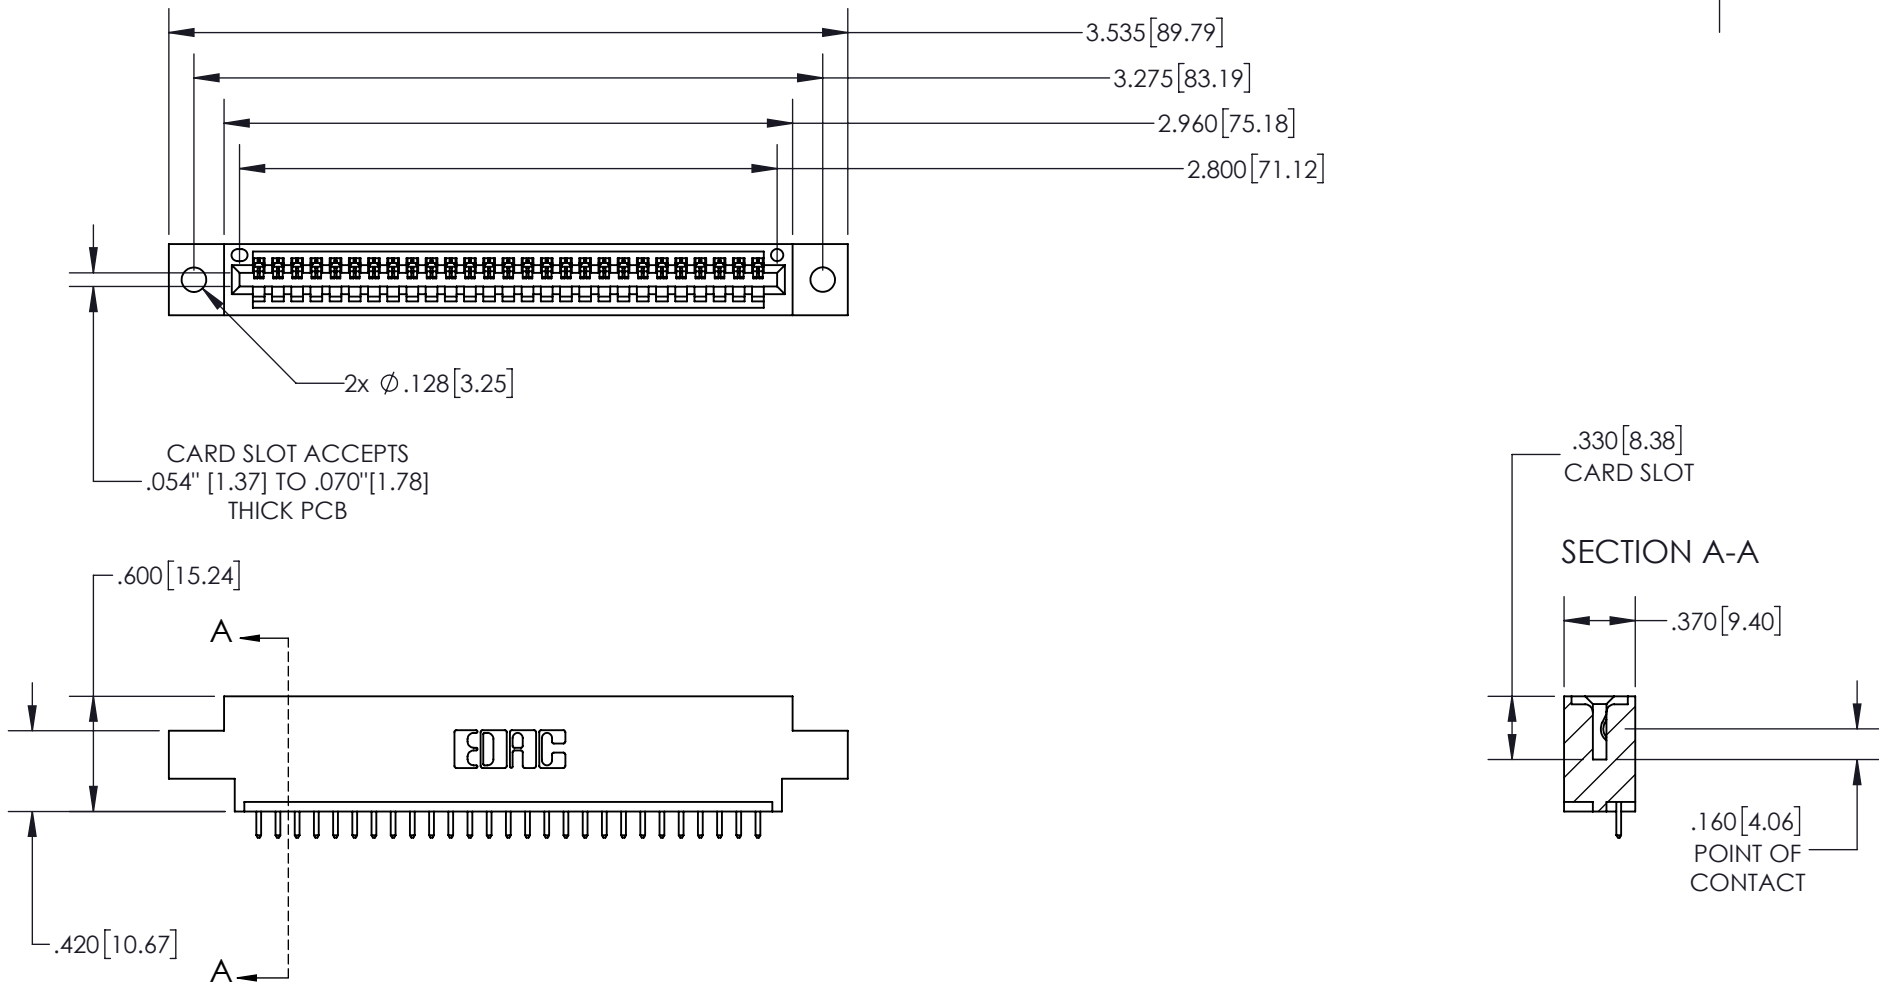 3.535[89.79]
3.275[83.19]
2.960[75.18]
2.800[71.12]
2x Ø.128[3.25]
CARD SLOT ACCEPTS
.054" [1.37] TO .070"[1.78]
THICK PCB
.330[8.38]
CARD SLOT
SECTION A-A
.600[15.24]
.370[9.40]
A
EDAC
.160[4.06]
POINT OF
CONTACT
.420[10.67]
A